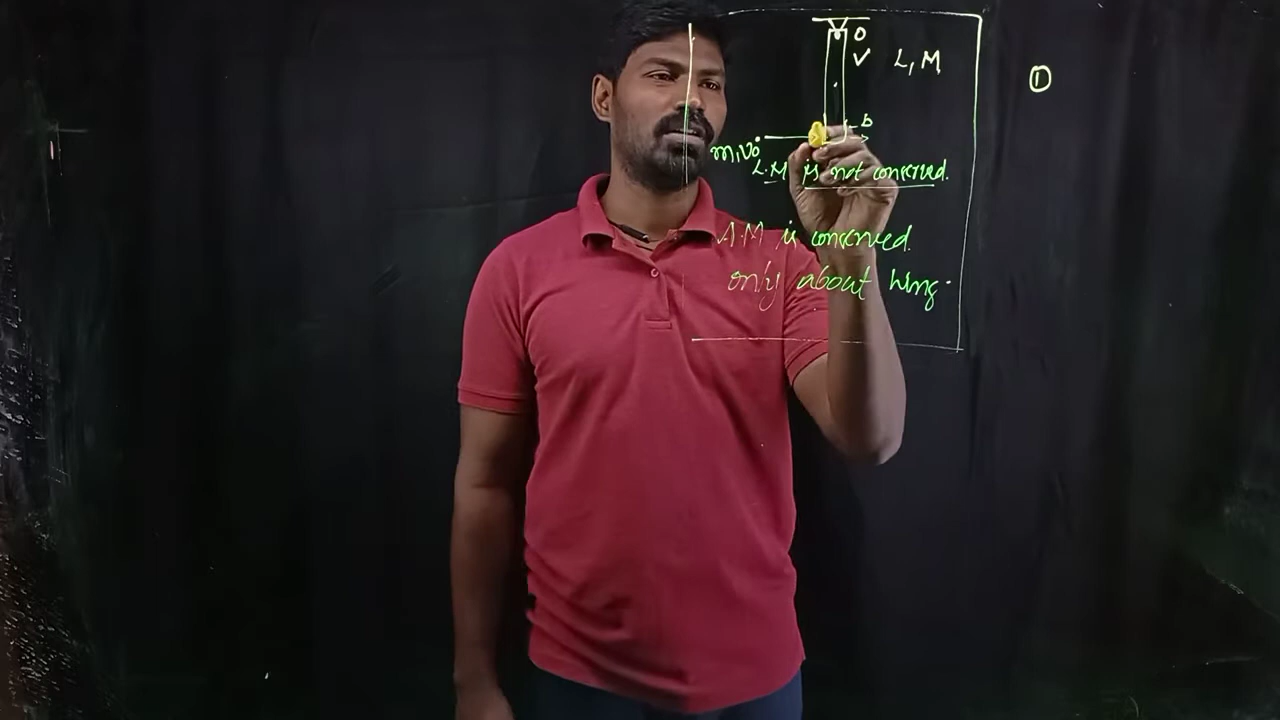 O
L, M
①
b
m, v₀
L.M is not conserved.
A.M is conserved.
only about hing.